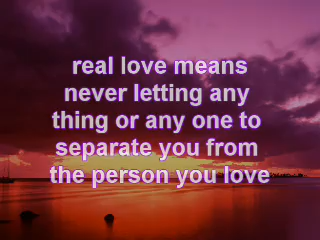 real love means
never letting any
thing or any one to
separate you from
the person you love